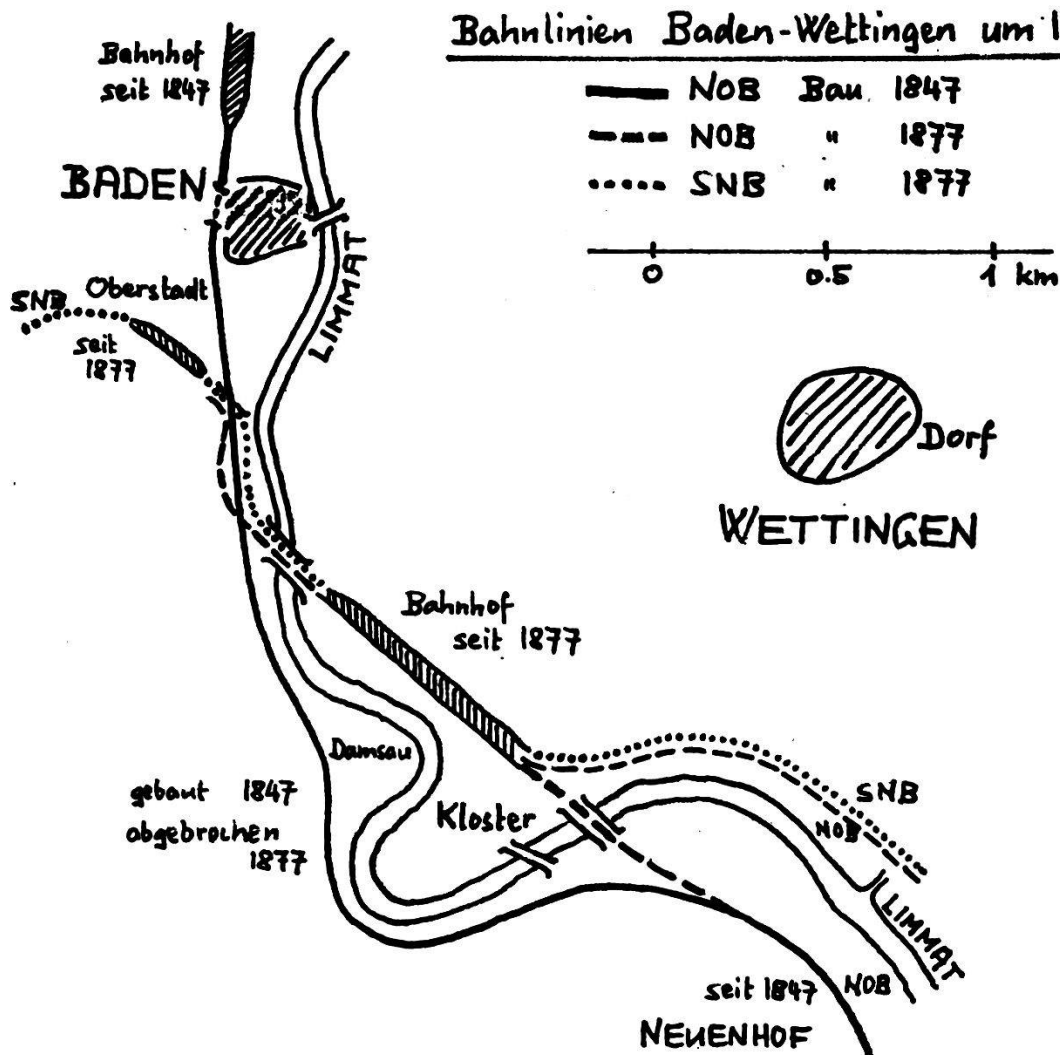 Bahnlinien Baden-Wettingen um 1
NOB Bau 1847
NOB " 1877
SNB " 1877
0 0.5 1 km
Bahnhof
seit 1847
BADEN
LIMMAT
SNB Oberstadt
seit
1877
Dorf
WETTINGEN
Bahnhof
seit 1877
Damsau
gebaut 1847
abgebrochen
1877
Kloster
SNB
NOB
LIMMAT
seit 1847 NOB
NEUENHOF